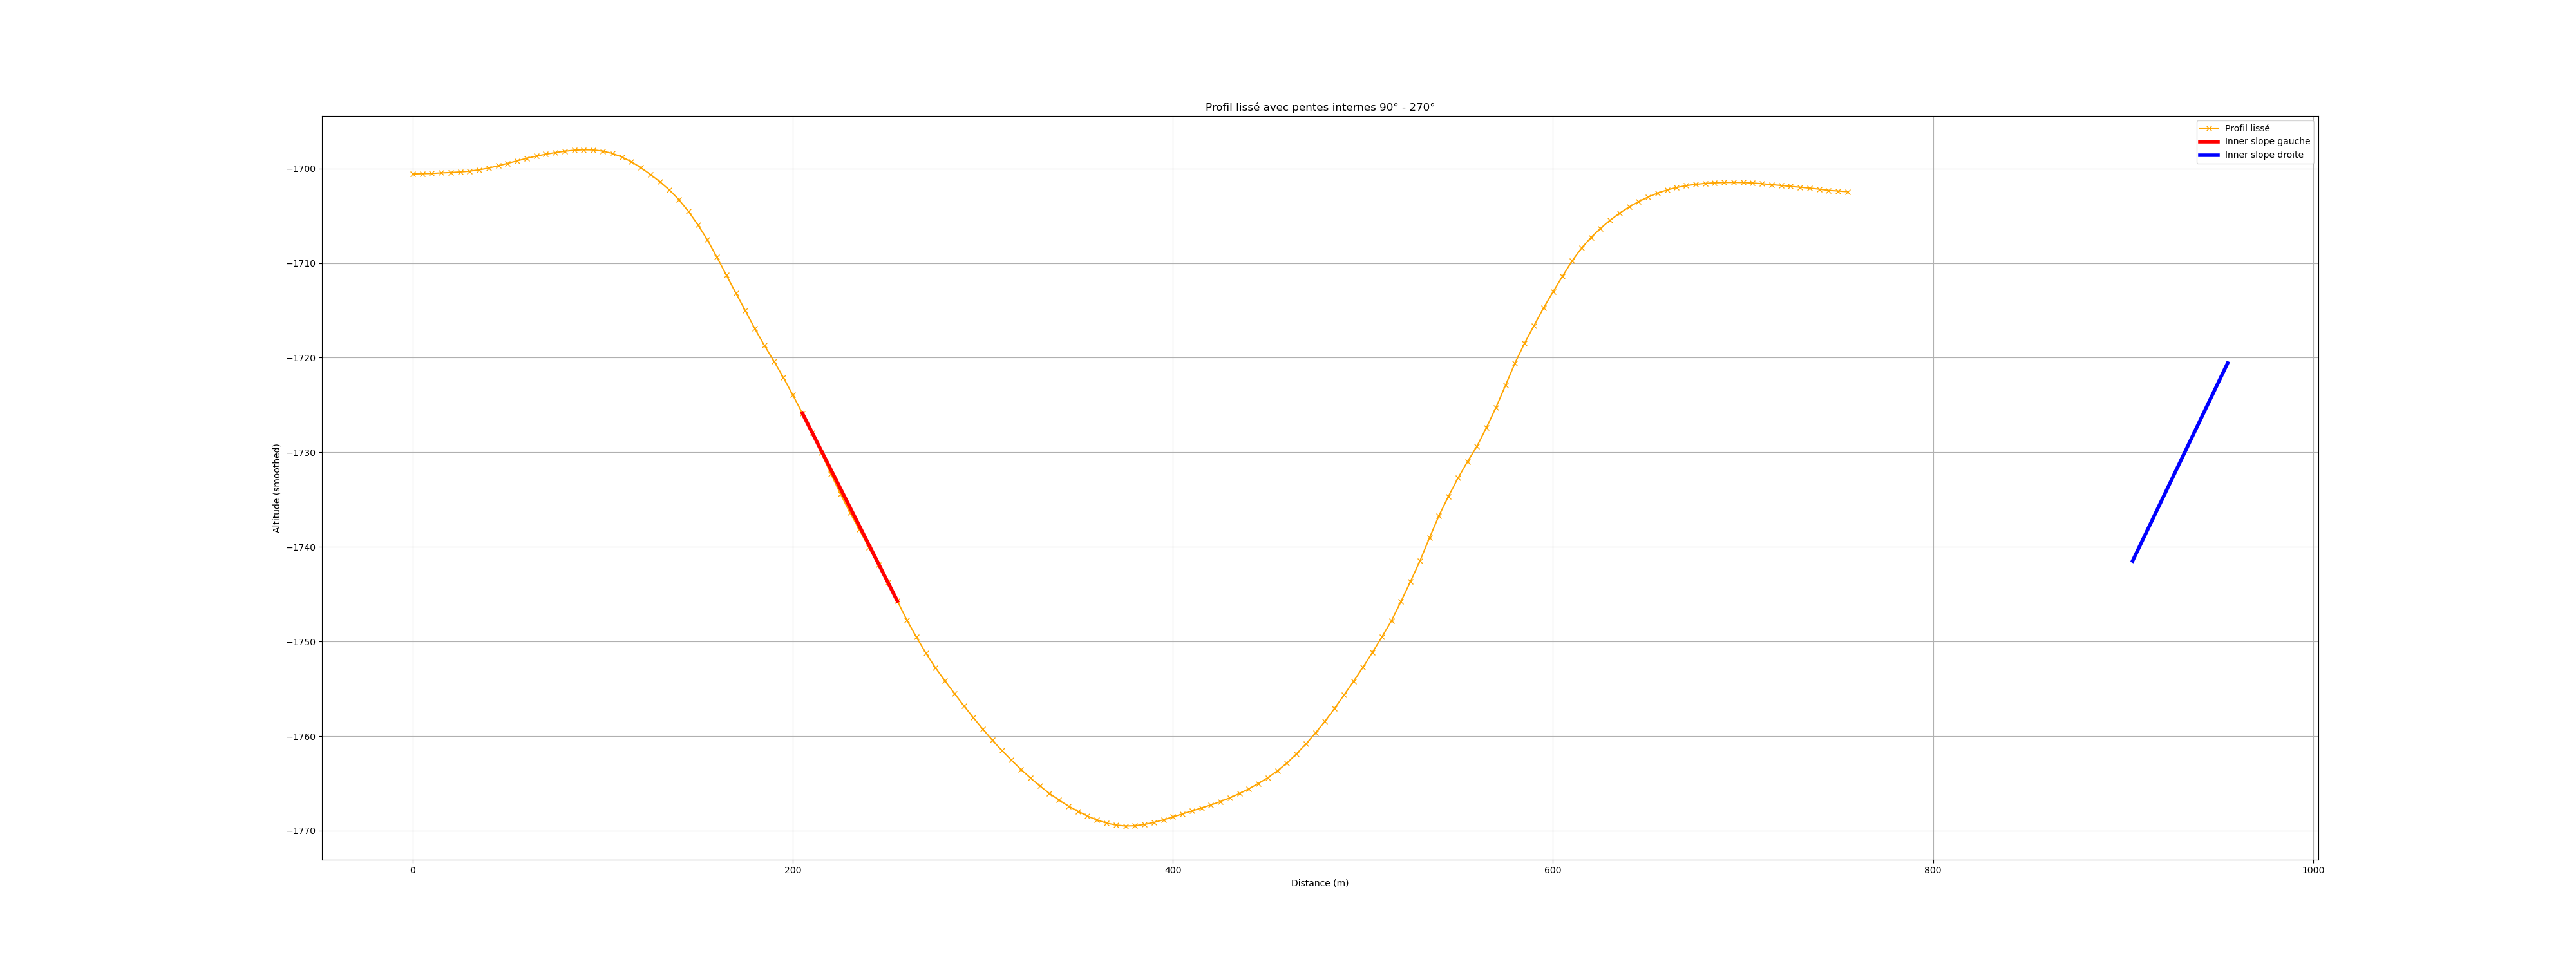 Profil lissé avec pentes internes 90° - 270°
Profil lissé
Inner slope gauche
Inner slope droite
Altitude (smoothed)
−1700
−1710
−1720
−1730
−1740
−1750
−1760
−1770
0 200 400 600 800 1000
Distance (m)